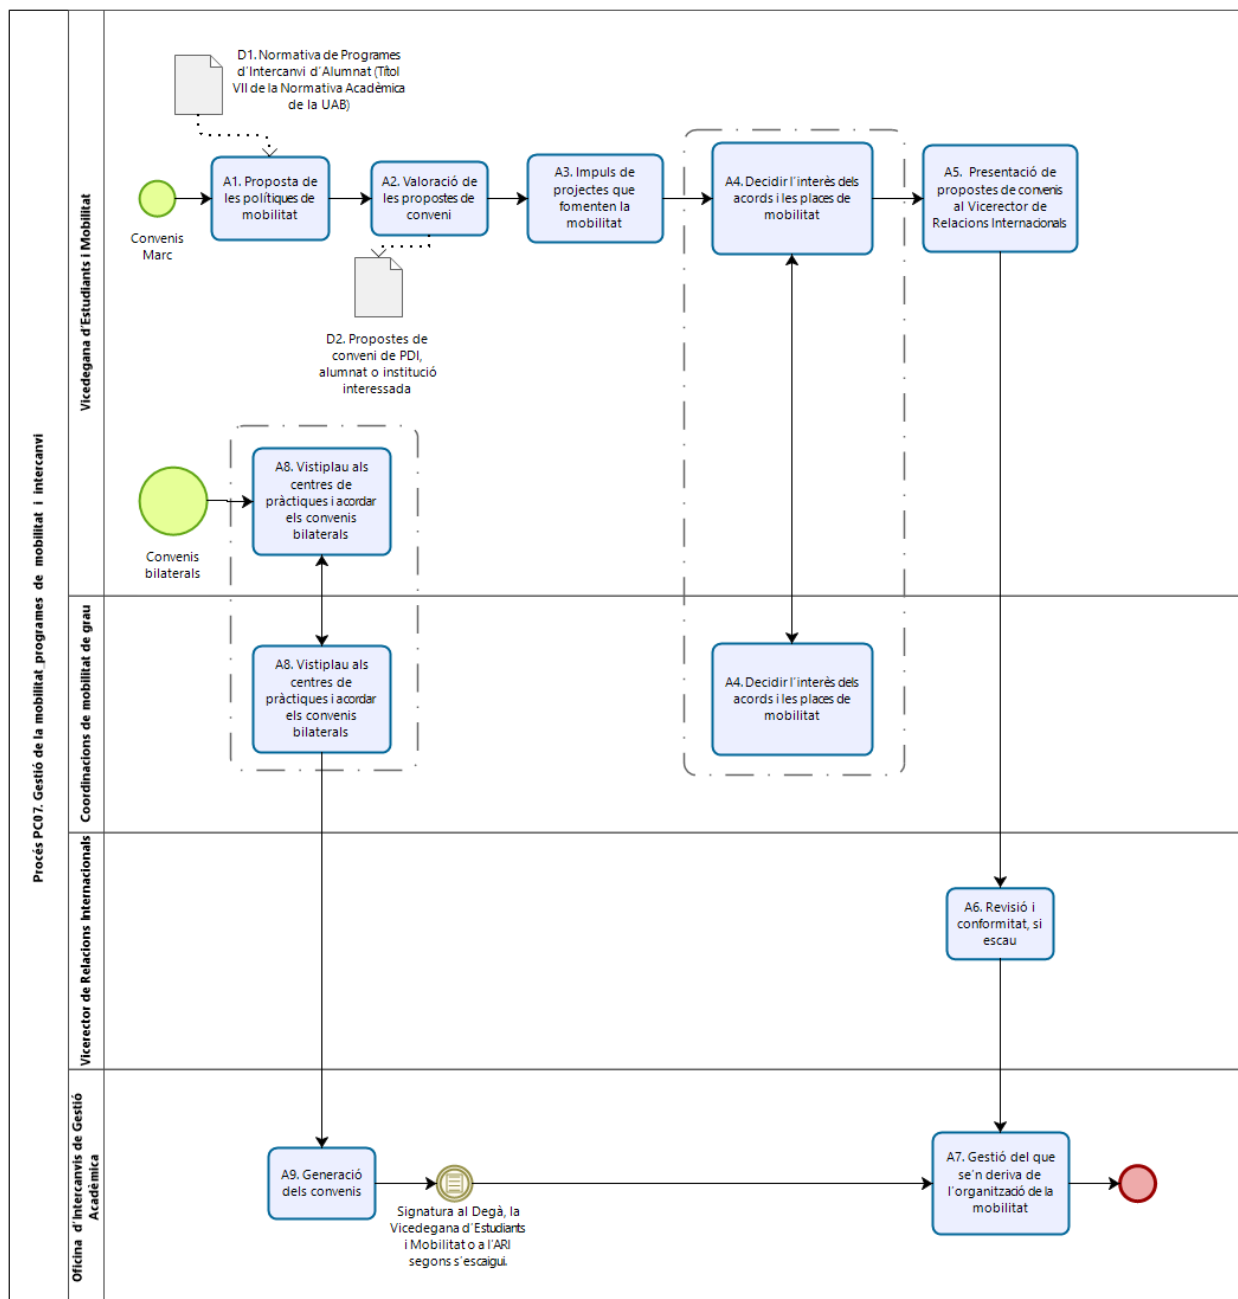 Procés PC07. Gestió de la mobilitat_programes de mobilitat i intercanvi
Vicedegana d'Estudiants i Mobilitat
D1. Normativa de Programes
d'Intercanvi d'Alumnat (Títol
VII de la Normativa Acadèmica
de la UAB)
Convenis
Marc
A1. Proposta de
les polítiques de
mobilitat
A2. Valoració de
les propostes de
conveni
A3. Impuls de
projectes que
fomenten la
mobilitat
A4. Decidir l'interès dels
acords i les places de
mobilitat
A5. Presentació de
propostes de convenis
al Vicerector de
Relacions Internacionals
D2. Propostes de
conveni de PDI,
alumnat o institució
interessada
Convenis
bilaterals
A8. Vistiplau als
centres de
pràctiques i acordar
els convenis
bilaterals
Coordinacions de mobilitat de grau
A8. Vistiplau als
centres de
pràctiques i acordar
els convenis
bilaterals
A4. Decidir l'interès dels
acords i les places de
mobilitat
Vicerector de Relacions Internacionals
A6. Revisió i
conformitat, si
escau
Oficina d'Intercanvis de Gestió
Acadèmica
A9. Generació
dels convenis
Signatura al Degà, la
Vicedegana d'Estudiants
i Mobilitat o a l'ARI
segons s'escaigui.
A7. Gestió del que
se'n deriva de
l'organització de la
mobilitat